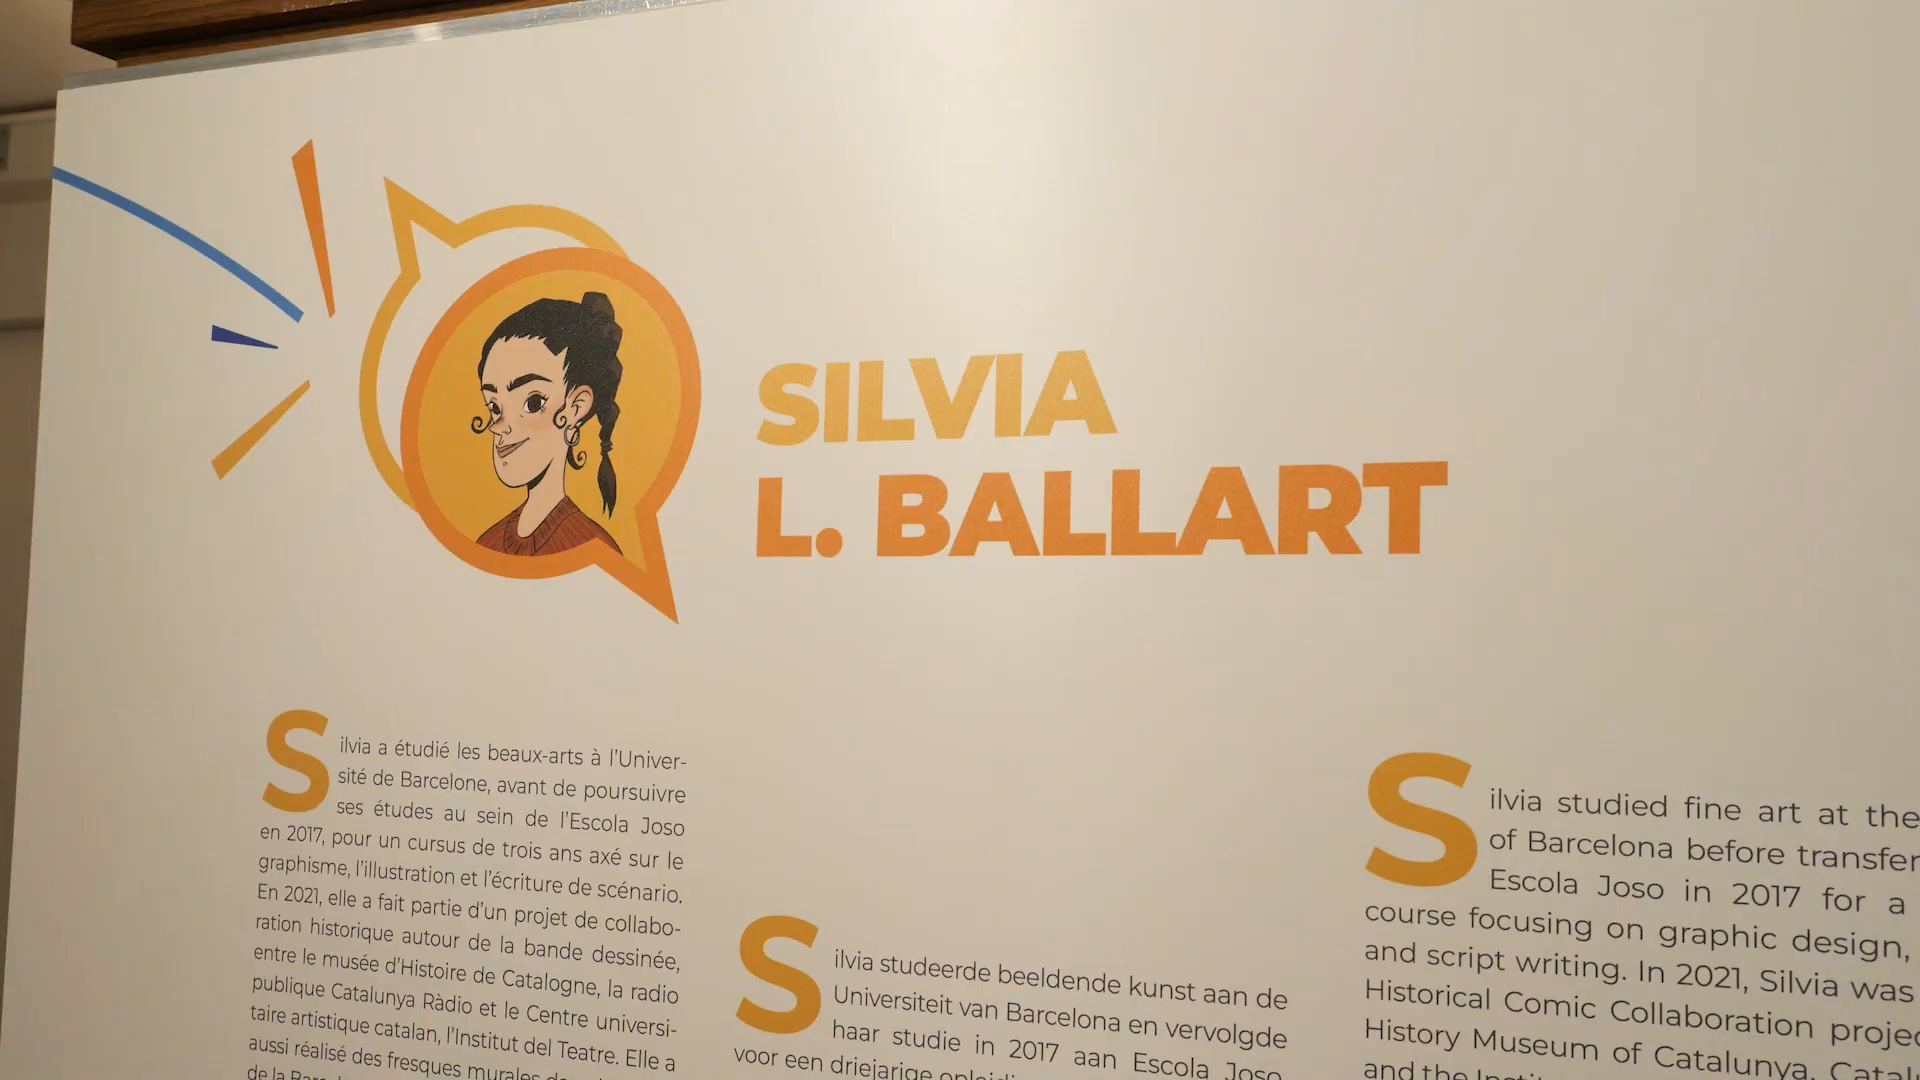 SILVIA
L. BALLART
Silvia a étudié les beaux-arts à l'Univer-
sité de Barcelone, avant de poursuivre
ses études au sein de l'Escola Joso
en 2017, pour un cursus de trois ans axé sur le
graphisme, l'illustration et l'écriture de scénario.
En 2021, elle a fait partie d'un projet de collabo-
ration historique autour de la bande dessinée,
entre le musée d'Histoire de Catalogne, la radio
publique Catalunya Ràdio et le Centre universi-
taire artistique catalan, l'Institut del Teatre. Elle a
aussi réalisé des fresques murales
de la
Silvia studeerde beeldende kunst aan de
Universiteit van Barcelona en vervolgde
haar studie in 2017 aan Escola Joso
voor een driejarige
Silvia studied fine art at the
of Barcelona before
Escola Joso in 2017 for a
course focusing on graphic design,
and script writing. In 2021, Silvia was
Historical Comic Collaboration
History Museum of Catalunya,
and the